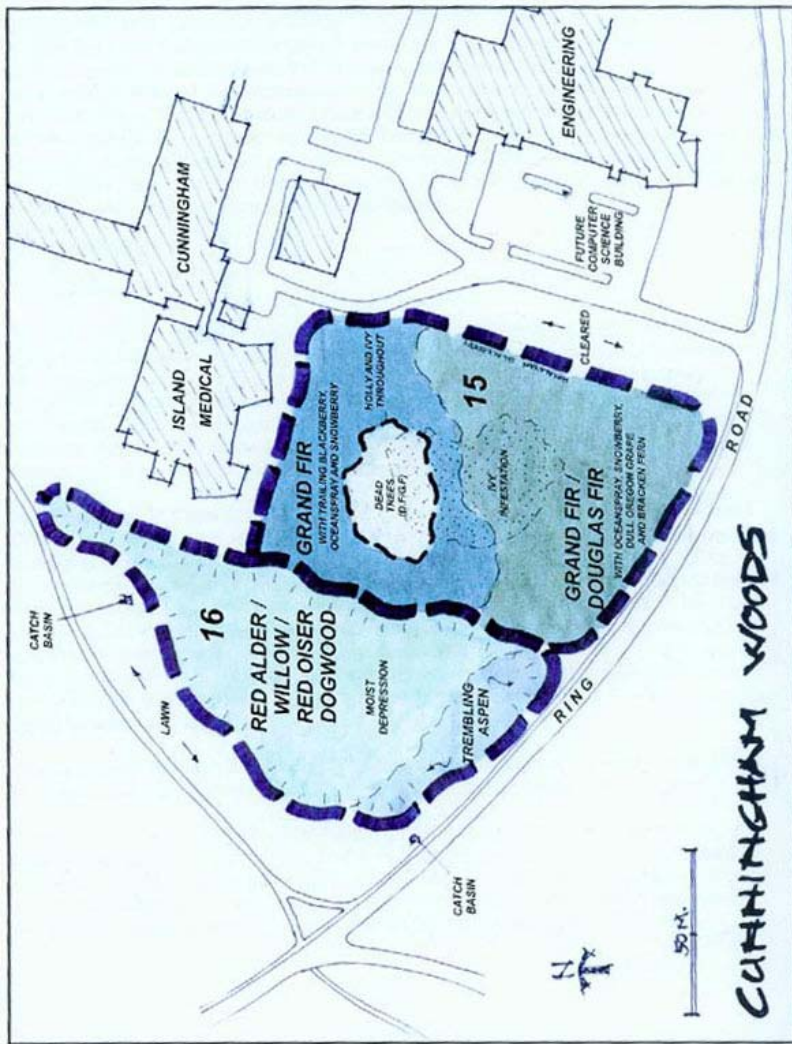 CUNNINGHAM
ISLAND
MEDICAL
ENGINEERING
FUTURE
COMPUTER
SCIENCE
BUILDING
CLEARED
HOLLY AND IVY
THROUGHOUT
GRAND FIR
WITH TRAILING BLACKBERRY,
OCEANSPRAY AND SNOWBERRY
DEAD
TREES
(D.F/G.F)
15
IVY
INFESTATION
GRAND FIR /
DOUGLAS FIR
WITH OCEANSPRAY, SNOWBERRY,
DULL OREGON GRAPE
AND BRACKEN FERN
16
RED ALDER /
WILLOW /
RED OISER
DOGWOOD
MOIST
DEPRESSION
TREMBLING
ASPEN
CATCH
BASIN
LAWN
CATCH
BASIN
RING ROAD
N
50 M.
CUNNINGHAM WOODS